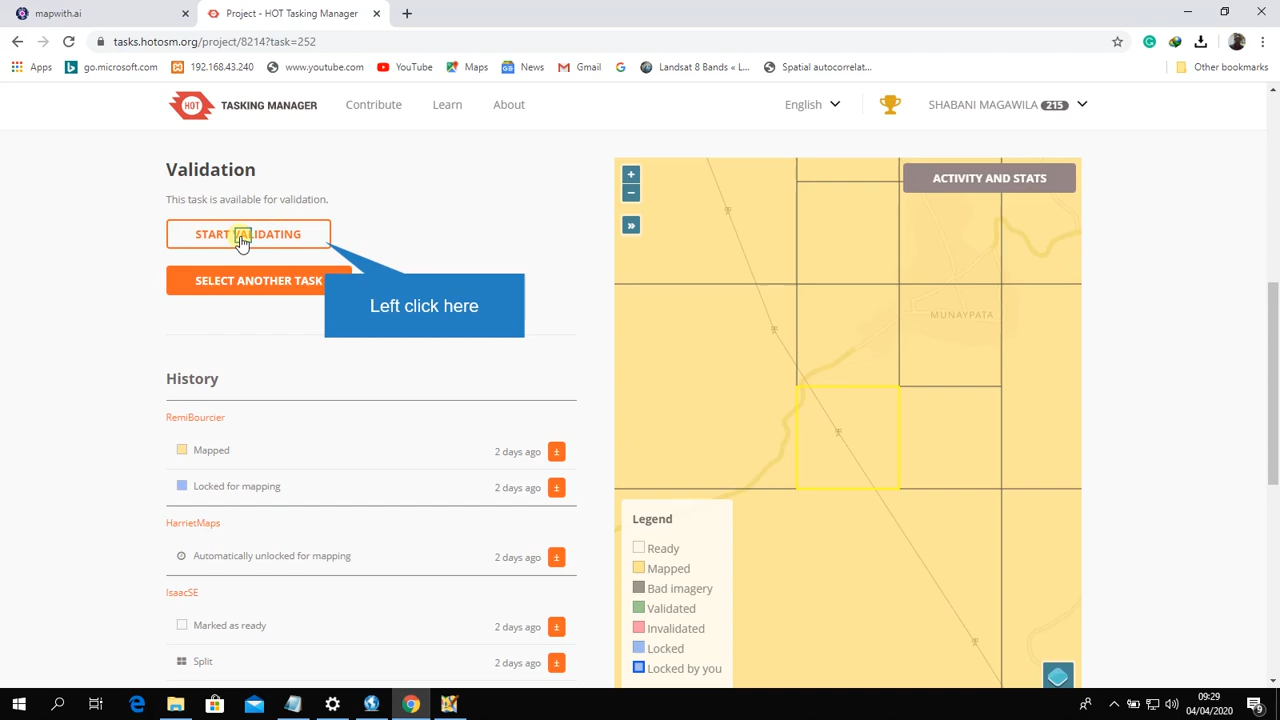 mapwith.ai
Project - HOT Tasking Manager
tasks.hotosm.org/project/8214?task=252
Apps
go.microsoft.com
192.168.43.240
www.youtube.com
YouTube
Maps
News
Gmail
Landsat 8 Bands « L...
Spatial autocorrelat...
Other bookmarks
HOT
TASKING MANAGER
Contribute
Learn
About
English
SHABANI MAGAWILA 215
Validation
This task is available for validation.
START VALIDATING
SELECT ANOTHER TASK
Left click here
History
RemiBourcier
Mapped
2 days ago
Locked for mapping
2 days ago
HarrietMaps
Automatically unlocked for mapping
2 days ago
IsaacSE
Marked as ready
2 days ago
Split
2 days ago
+
−
»
ACTIVITY AND STATS
MUNAYPATA
Legend
Ready
Mapped
Bad imagery
Validated
Invalidated
Locked
Locked by you
09:29
04/04/2020
9